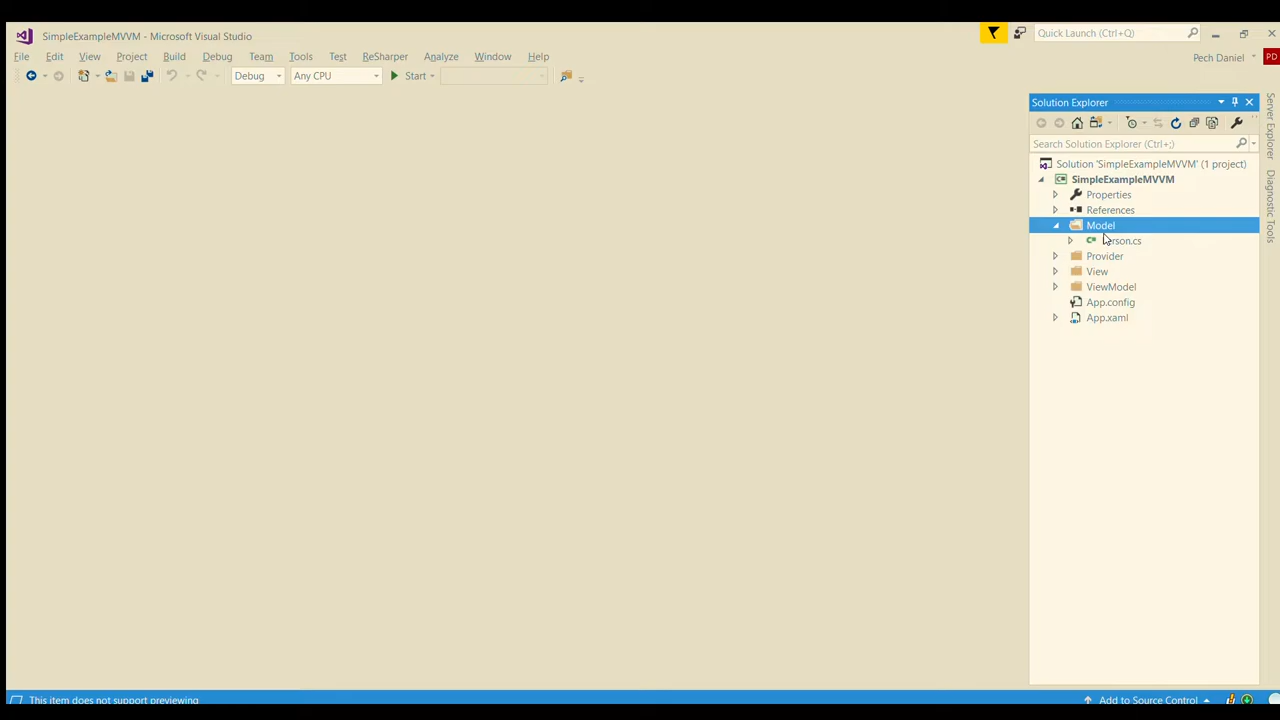 SimpleExampleMVVM - Microsoft Visual Studio
Quick Launch (Ctrl+Q)
File Edit View Project Build Debug Team Tools Test ReSharper Analyze Window Help
Pech Daniel
PD
Debug Any CPU Start
Solution Explorer
Search Solution Explorer (Ctrl+;)
Solution 'SimpleExampleMVVM' (1 project)
SimpleExampleMVVM
Properties
References
Model
erson.cs
Provider
View
ViewModel
App.config
App.xaml
Server Explorer
Diagnostic Tools
This item does not support previewing
Add to Source Control